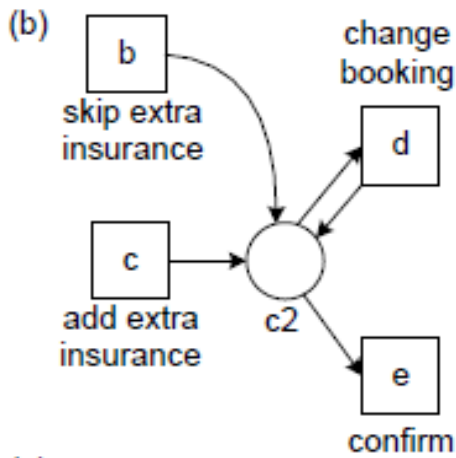 (b)
b
skip extra
insurance
change
booking
d
c
add extra
insurance
c2
e
confirm